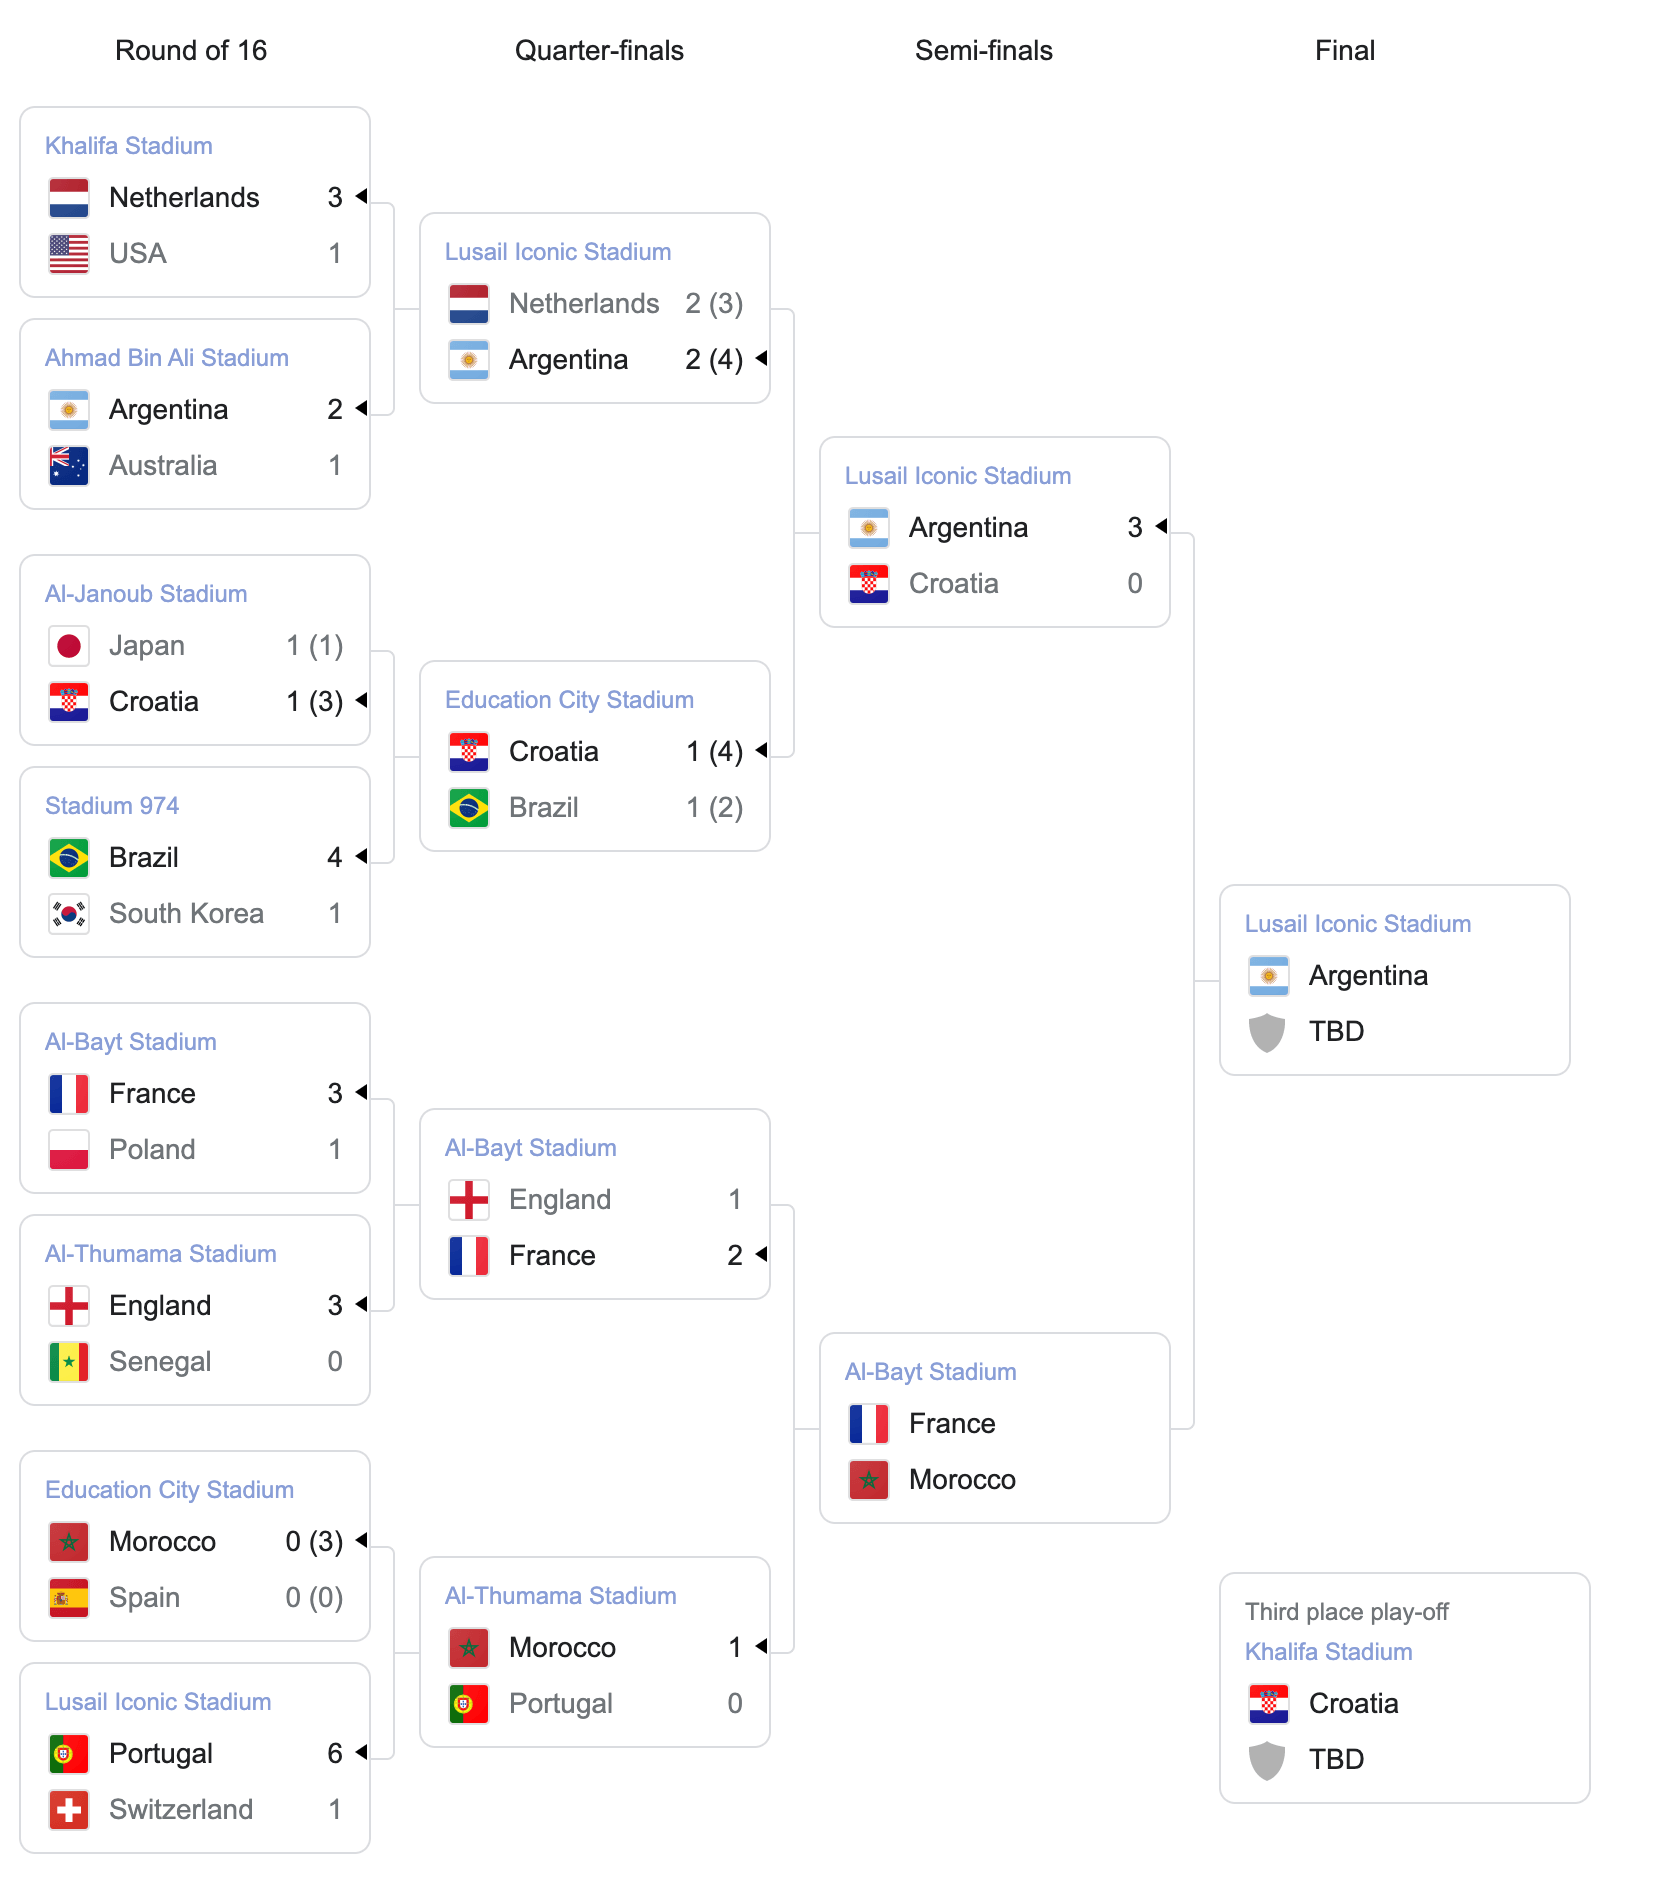 Round of 16
Quarter-finals
Semi-finals
Final
Khalifa Stadium
Netherlands 3
USA 1
Ahmad Bin Ali Stadium
Argentina 2
Australia 1
Al-Janoub Stadium
Japan 1 (1)
Croatia 1 (3)
Stadium 974
Brazil 4
South Korea 1
Al-Bayt Stadium
France 3
Poland 1
Al-Thumama Stadium
England 3
Senegal 0
Education City Stadium
Morocco 0 (3)
Spain 0 (0)
Lusail Iconic Stadium
Portugal 6
Switzerland 1
Lusail Iconic Stadium
Netherlands 2 (3)
Argentina 2 (4)
Education City Stadium
Croatia 1 (4)
Brazil 1 (2)
Al-Bayt Stadium
England 1
France 2
Al-Thumama Stadium
Morocco 1
Portugal 0
Lusail Iconic Stadium
Argentina 3
Croatia 0
Al-Bayt Stadium
France
Morocco
Lusail Iconic Stadium
Argentina
TBD
Third place play-off
Khalifa Stadium
Croatia
TBD